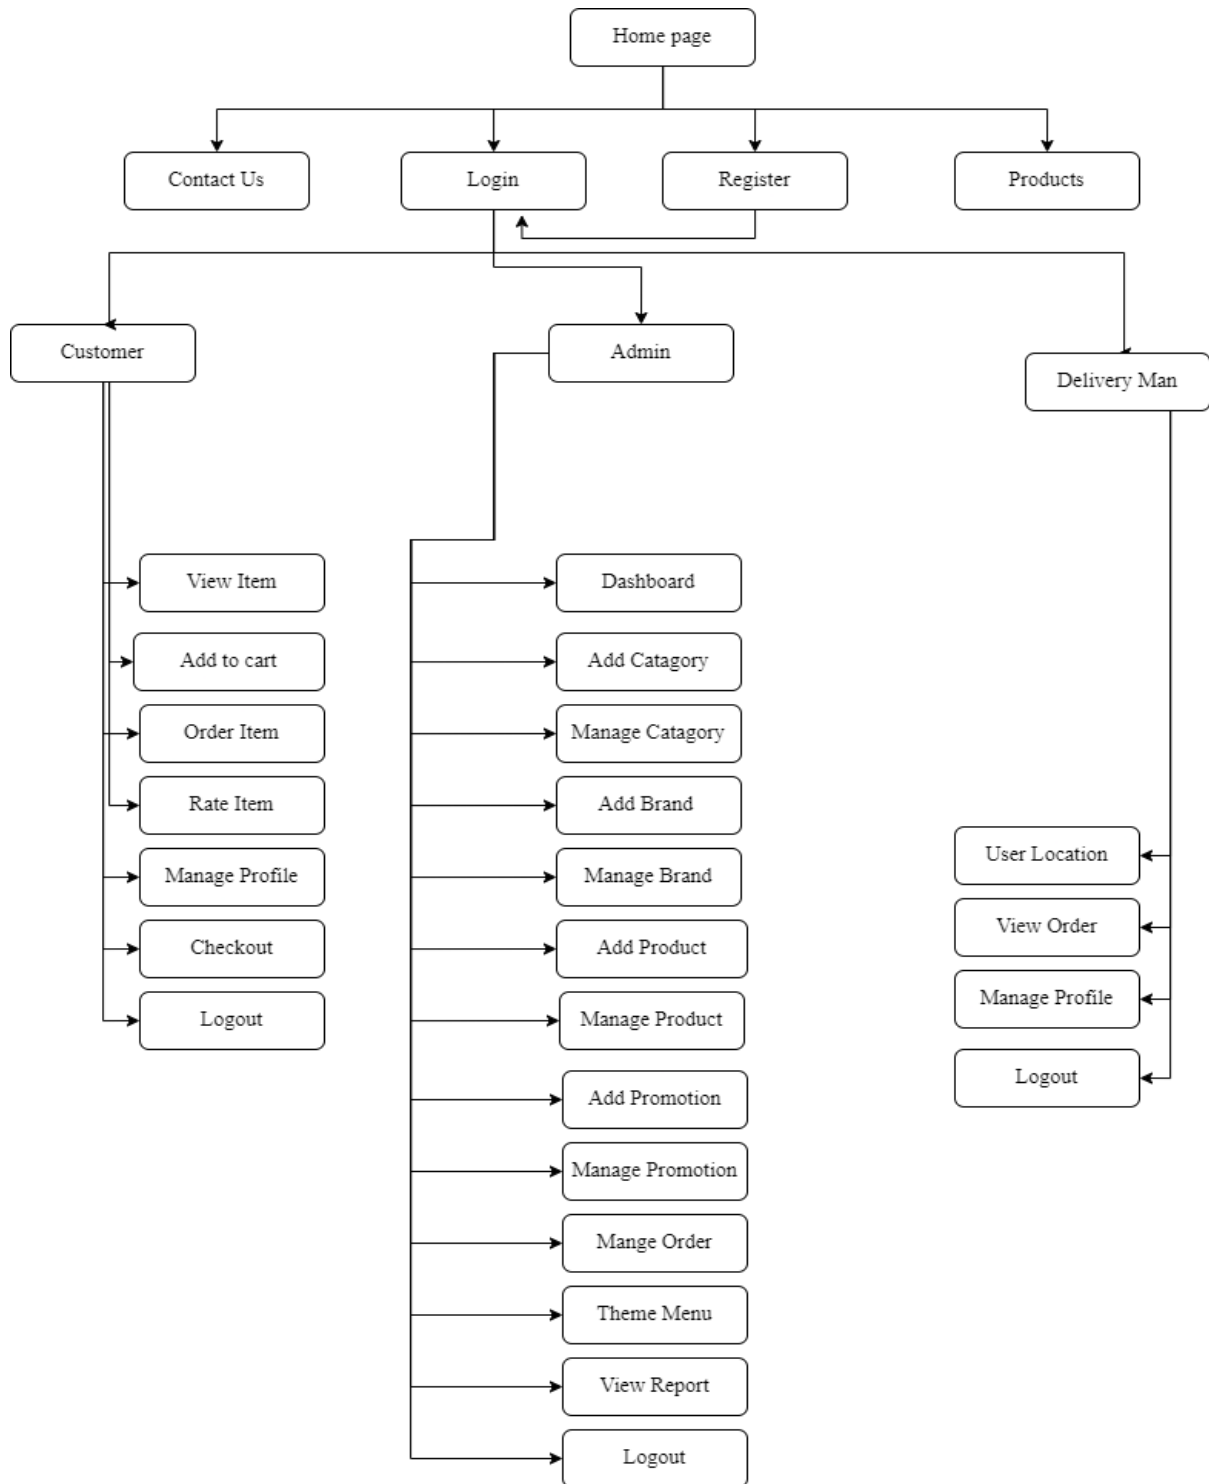 Home page
Contact Us
Login
Register
Products
Customer
Admin
Delivery Man
View Item
Add to cart
Order Item
Rate Item
Manage Profile
Checkout
Logout
Dashboard
Add Catagory
Manage Catagory
Add Brand
Manage Brand
Add Product
Manage Product
Add Promotion
Manage Promotion
Mange Order
Theme Menu
View Report
Logout
User Location
View Order
Manage Profile
Logout